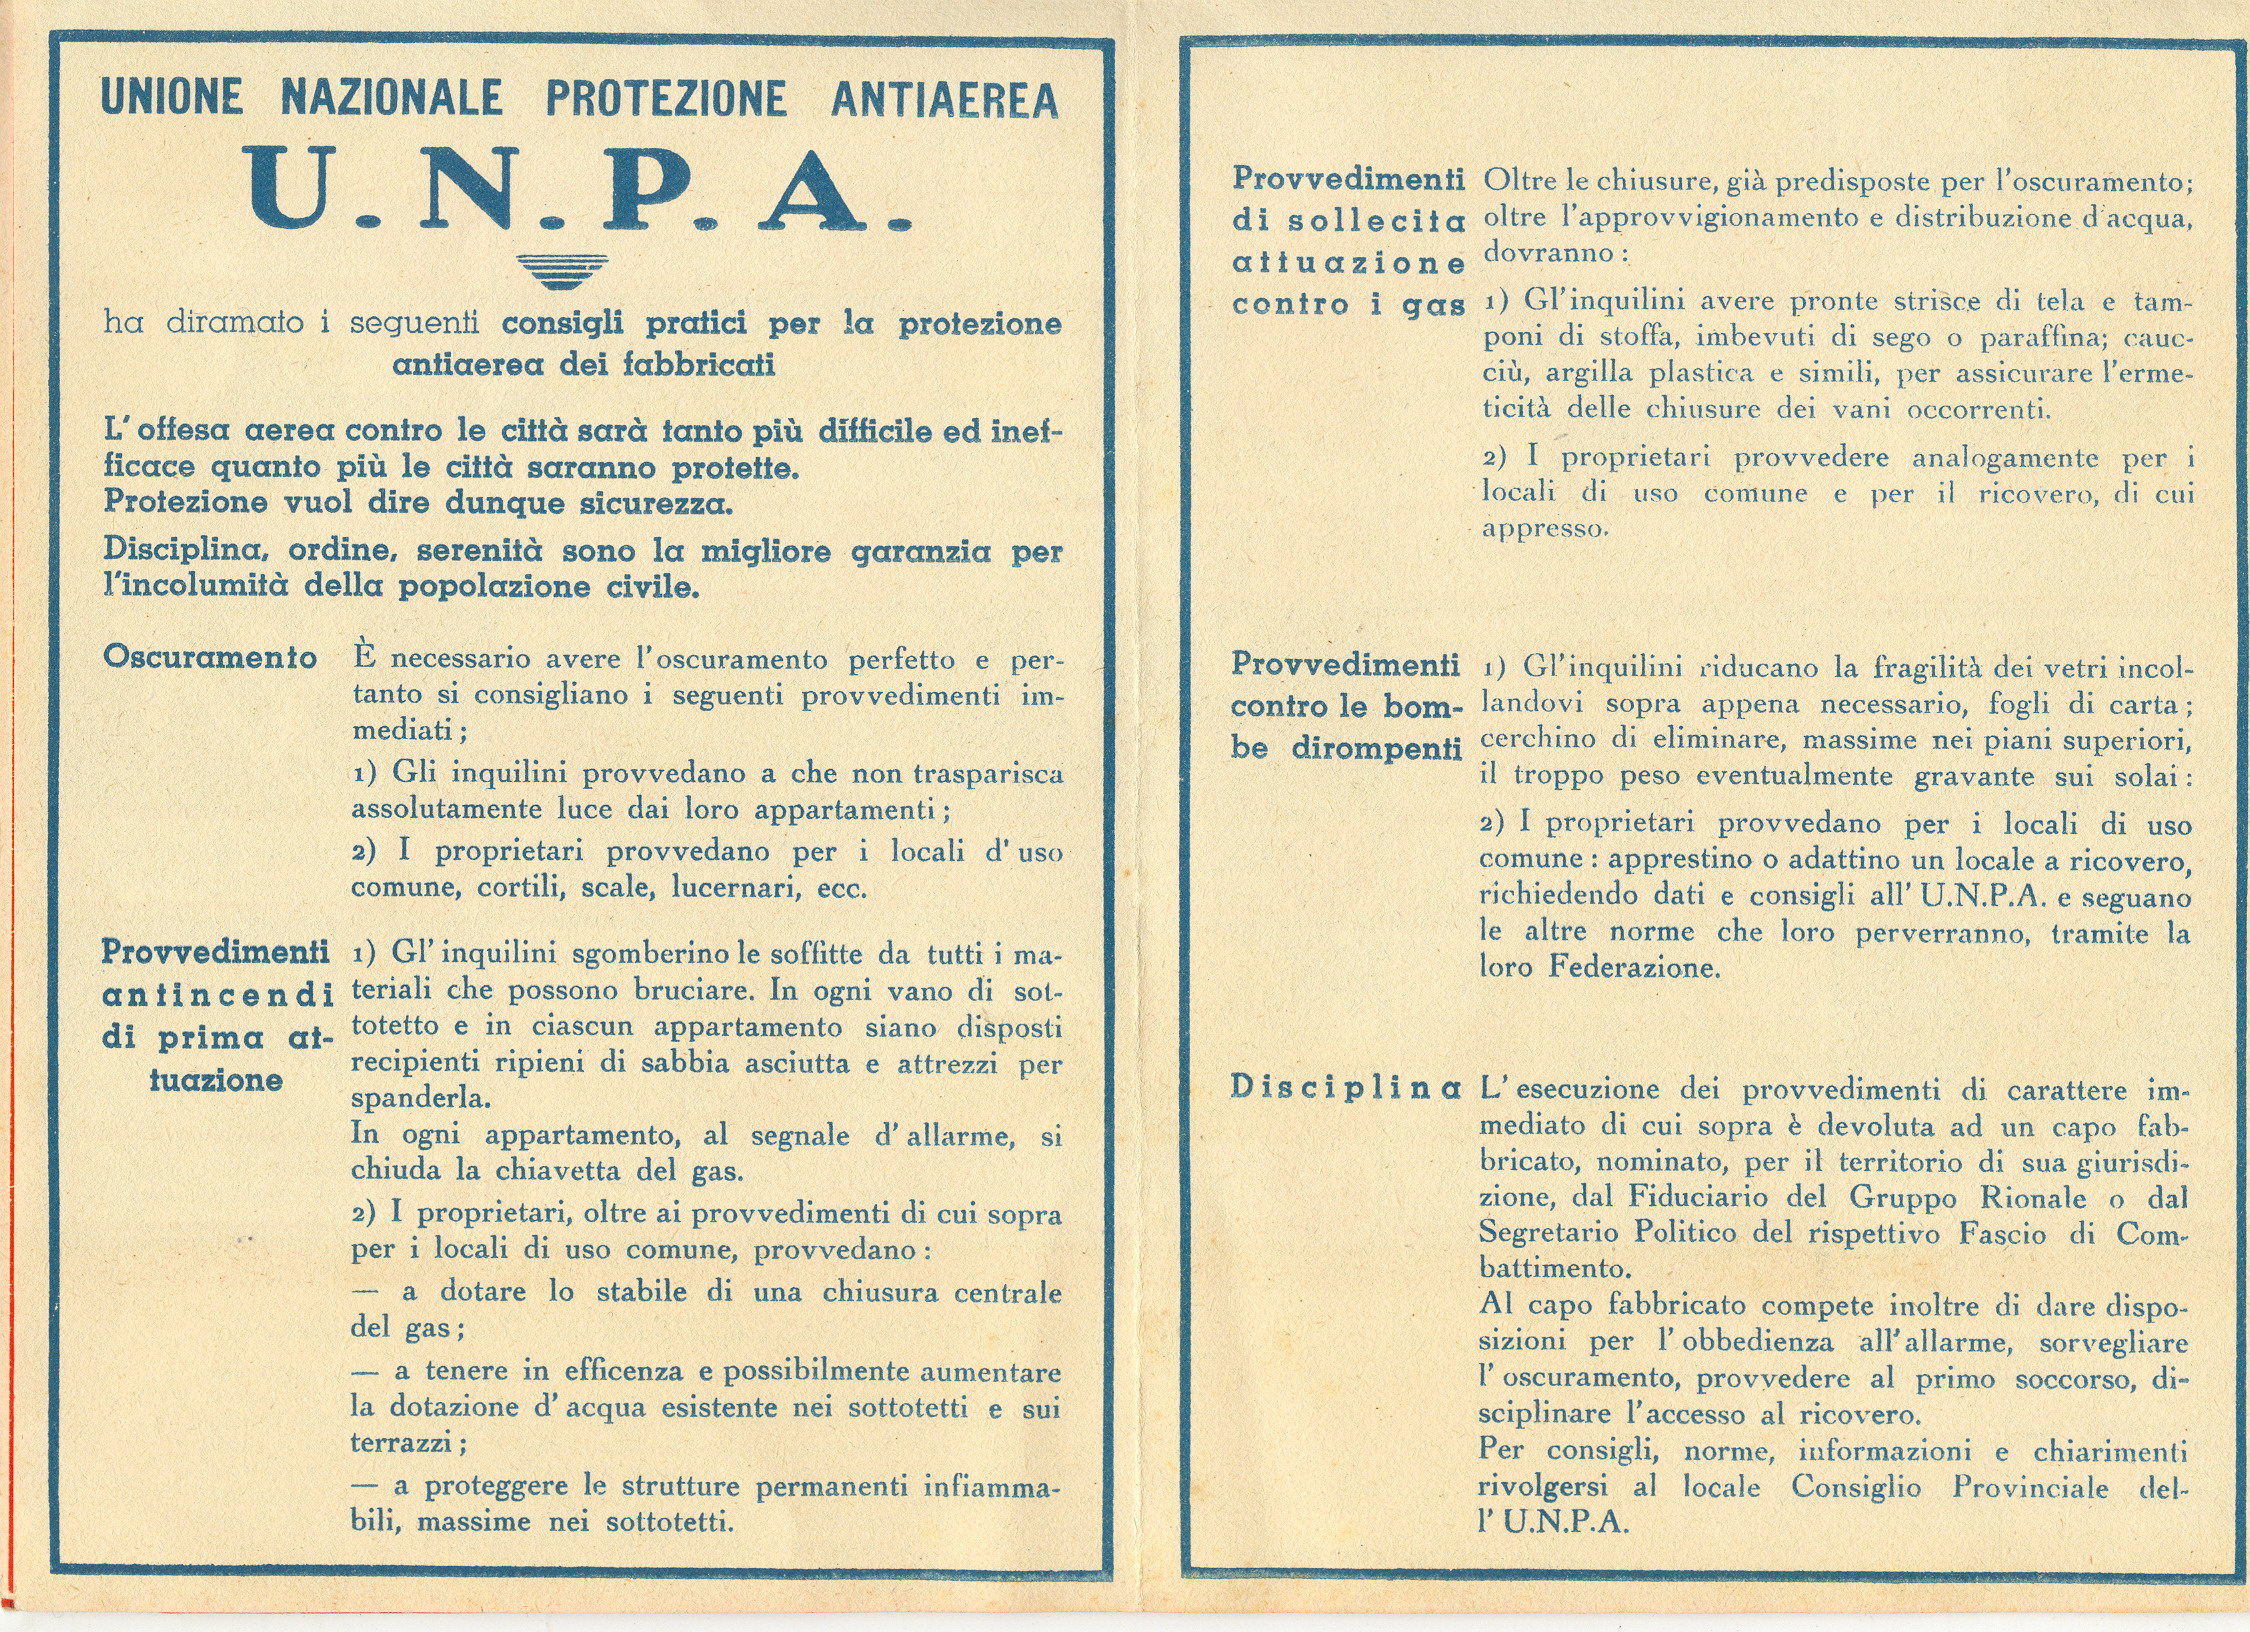 UNIONE NAZIONALE PROTEZIONE ANTIAEREA
U.N.P.A.
ha diramato i seguenti consigli pratici per la protezione
antiaerea dei fabbricati
L'offesa aerea contro le città sarà tanto più difficile ed inef-
ficace quanto più le città saranno protette.
Protezione vuol dire dunque sicurezza.
Disciplina, ordine, serenità sono la migliore garanzia per
l'incolumità della popolazione civile.
Oscuramento
È necessario avere l'oscuramento perfetto e per-
tanto si consigliano i seguenti provvedimenti im-
mediati;
1) Gli inquilini provvedano a che non trasparisca
assolutamente luce dai loro appartamenti;
2) I proprietari provvedano per i locali d'uso
comune, cortili, scale, lucernari, ecc.
Provvedimenti
antincendi
di prima at-
tuazione
1) Gl'inquilini sgomberino le soffitte da tutti i ma-
teriali che possono bruciare. In ogni vano di sot-
totetto e in ciascun appartamento siano disposti
recipienti ripieni di sabbia asciutta e attrezzi per
spanderla.
In ogni appartamento, al segnale d'allarme, si
chiuda la chiavetta del gas.
2) I proprietari, oltre ai provvedimenti di cui sopra
per i locali di uso comune, provvedano:
— a dotare lo stabile di una chiusura centrale
del gas;
— a tenere in efficenza e possibilmente aumentare
la dotazione d'acqua esistente nei sottotetti e sui
terrazzi;
— a proteggere le strutture permanenti infiamma-
bili, massime nei sottotetti.
Provvedimenti
di sollecita
attuazione
contro i gas
Oltre le chiusure, già predisposte per l'oscuramento;
oltre l'approvvigionamento e distribuzione d'acqua,
dovranno:
1) Gl'inquilini avere pronte strisce di tela e tam-
poni di stoffa, imbevuti di sego o paraffina; cauc-
ciù, argilla plastica e simili, per assicurare l'erme-
ticità delle chiusure dei vani occorrenti.
2) I proprietari provvedere analogamente per i
locali di uso comune e per il ricovero, di cui
appresso.
Provvedimenti
contro le bom-
be dirompenti
1) Gl'inquilini riducano la fragilità dei vetri incol-
landovi sopra appena necessario, fogli di carta;
cerchino di eliminare, massime nei piani superiori,
il troppo peso eventualmente gravante sui solai:
2) I proprietari provvedano per i locali di uso
comune: apprestino o adattino un locale a ricovero,
richiedendo dati e consigli all'U.N.P.A. e seguano
le altre norme che loro perverranno, tramite la
loro Federazione.
Disciplina
L'esecuzione dei provvedimenti di carattere im-
mediato di cui sopra è devoluta ad un capo fab-
bricato, nominato, per il territorio di sua giurisdi-
zione, dal Fiduciario del Gruppo Rionale o dal
Segretario Politico del rispettivo Fascio di Com-
battimento.
Al capo fabbricato compete inoltre di dare dispo-
sizioni per l'obbedienza all'allarme, sorvegliare
l'oscuramento, provvedere al primo soccorso, di-
sciplinare l'accesso al ricovero.
Per consigli, norme, informazioni e chiarimenti
rivolgersi al locale Consiglio Provinciale del-
l'U.N.P.A.